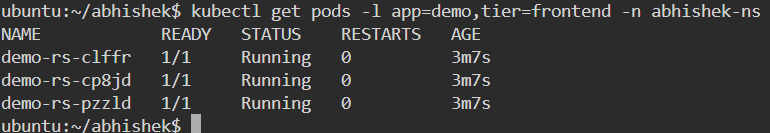 ubuntu:~/abhishek$ kubectl get pods -l app=demo,tier=frontend -n abhishek-ns
NAME            READY   STATUS    RESTARTS   AGE
demo-rs-clffr   1/1     Running   0          3m7s
demo-rs-cp8jd   1/1     Running   0          3m7s
demo-rs-pzzld   1/1     Running   0          3m7s
ubuntu:~/abhishek$